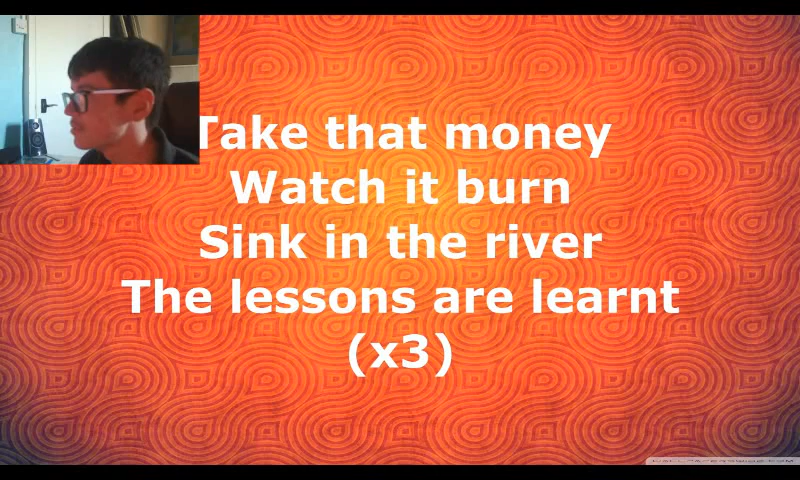 Take that money
Watch it burn
Sink in the river
The lessons are learnt
(x3)